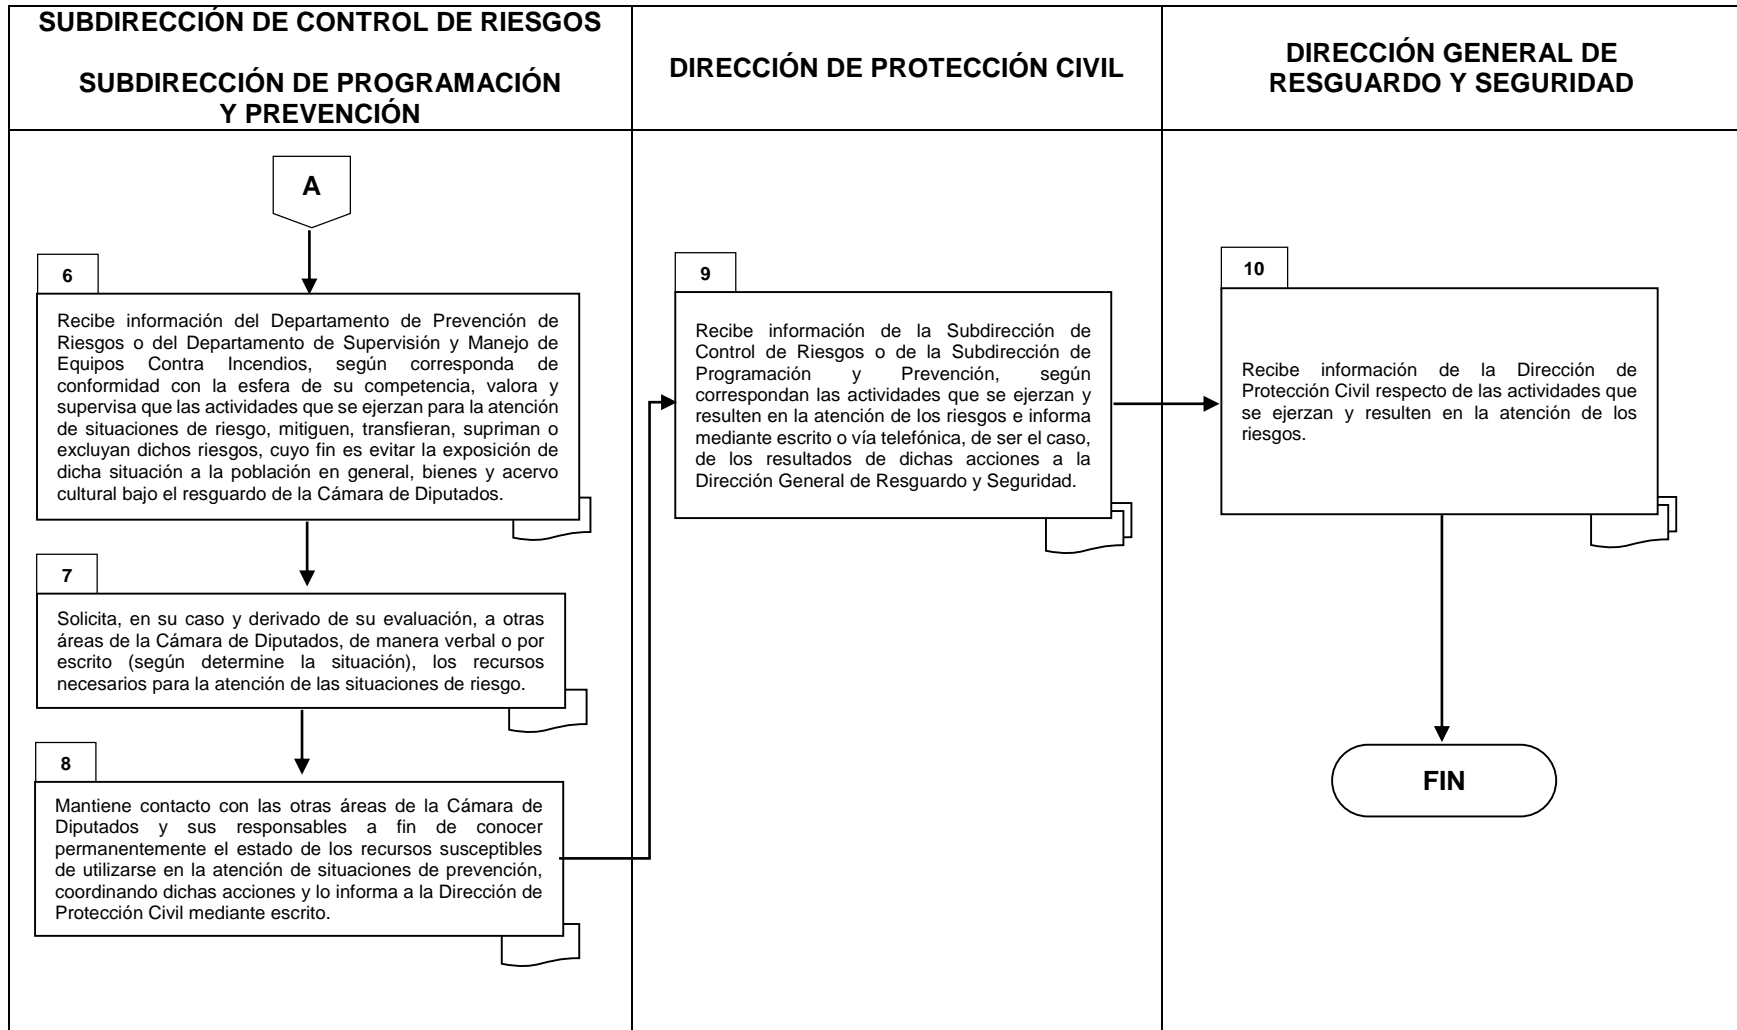 SUBDIRECCIÓN DE CONTROL DE RIESGOS
SUBDIRECCIÓN DE PROGRAMACIÓN
Y PREVENCIÓN
DIRECCIÓN DE PROTECCIÓN CIVIL
DIRECCIÓN GENERAL DE
RESGUARDO Y SEGURIDAD
A
6
Recibe información del Departamento de Prevención de
Riesgos o del Departamento de Supervisión y Manejo de
Equipos Contra Incendios, según corresponda de
conformidad con la esfera de su competencia, valora y
supervisa que las actividades que se ejerzan para la atención
de situaciones de riesgo, mitiguen, transfieran, supriman o
excluyan dichos riesgos, cuyo fin es evitar la exposición de
dicha situación a la población en general, bienes y acervo
cultural bajo el resguardo de la Cámara de Diputados.
7
Solicita, en su caso y derivado de su evaluación, a otras
áreas de la Cámara de Diputados, de manera verbal o por
escrito (según determine la situación), los recursos
necesarios para la atención de las situaciones de riesgo.
8
Mantiene contacto con las otras áreas de la Cámara de
Diputados y sus responsables a fin de conocer
permanentemente el estado de los recursos susceptibles
de utilizarse en la atención de situaciones de prevención,
coordinando dichas acciones y lo informa a la Dirección de
Protección Civil mediante escrito.
9
Recibe información de la Subdirección de
Control de Riesgos o de la Subdirección de
Programación y Prevención, según
correspondan las actividades que se ejerzan y
resulten en la atención de los riesgos e informa
mediante escrito o vía telefónica, de ser el caso,
de los resultados de dichas acciones a la
Dirección General de Resguardo y Seguridad.
10
Recibe información de la Dirección de
Protección Civil respecto de las actividades que
se ejerzan y resulten en la atención de los
riesgos.
FIN